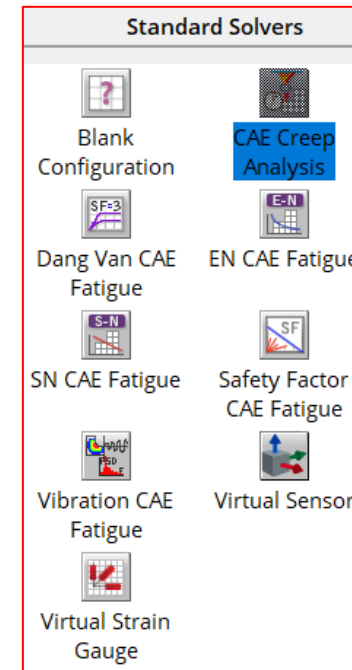 Standard Solvers
?
Blank
Configuration
CAE Creep
Analysis
SF=3
Dang Van CAE
Fatigue
E-N
EN CAE Fatigue
S-N
SN CAE Fatigue
SF
Safety Factor
CAE Fatigue
PSD
Vibration CAE
Fatigue
Virtual Sensor
Virtual Strain
Gauge